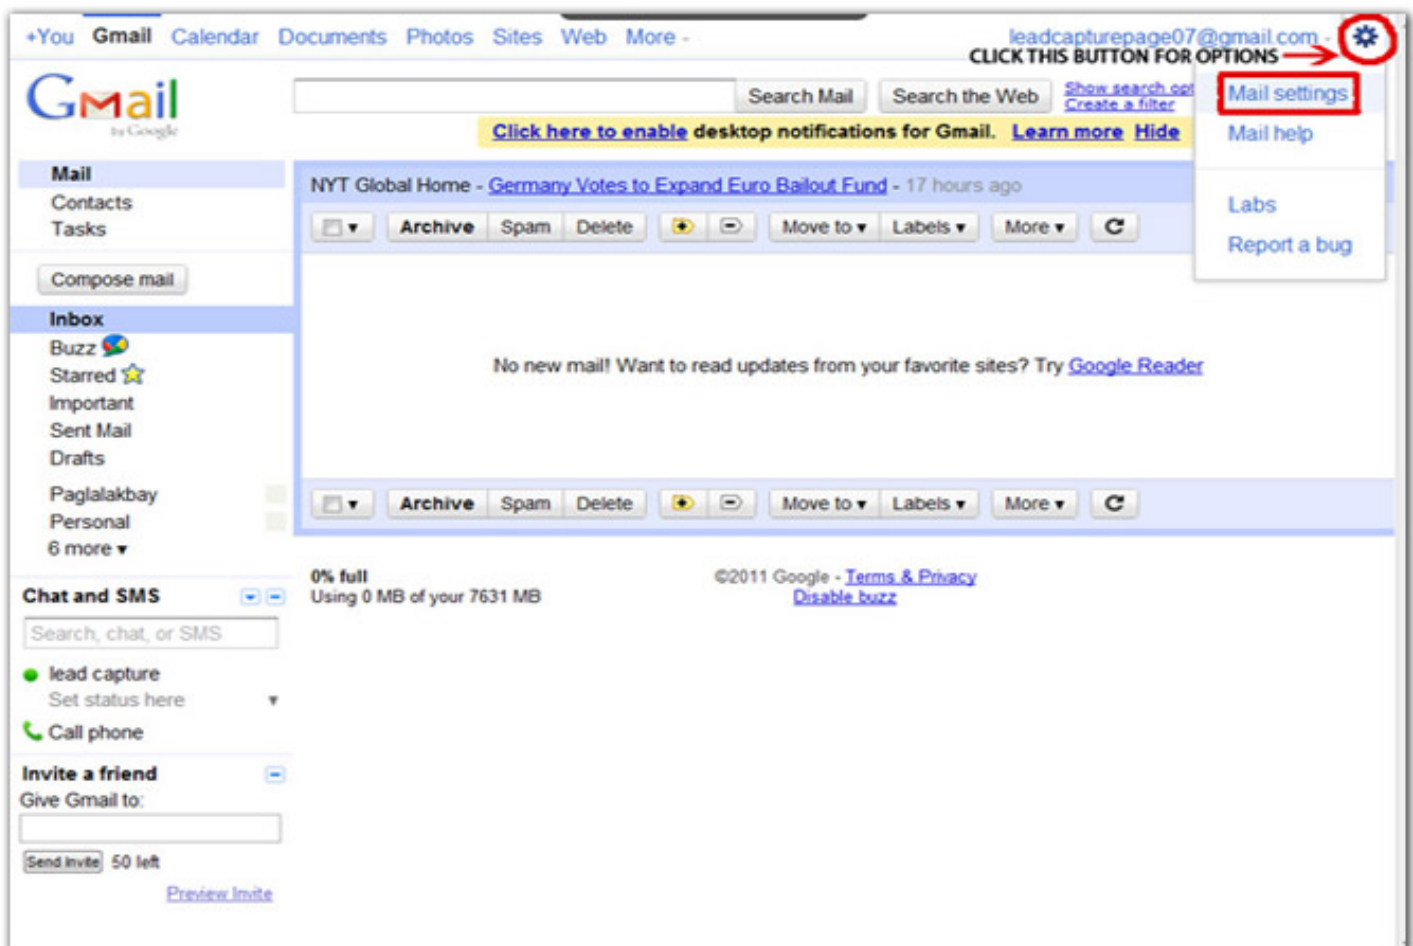 +You Gmail Calendar Documents Photos Sites Web More
leadcapturepage07@gmail.com
CLICK THIS BUTTON FOR OPTIONS
Gmail
by Google
Search Mail Search the Web
Show search opt
Create a filter
Click here to enable desktop notifications for Gmail. Learn more Hide
Mail settings
Mail help
Labs
Report a bug
Mail
Contacts
Tasks
Compose mail
Inbox
Buzz
Starred
Important
Sent Mail
Drafts
Paglalakbay
Personal
6 more
NYT Global Home - Germany Votes to Expand Euro Bailout Fund - 17 hours ago
Archive Spam Delete Move to Labels More
No new mail! Want to read updates from your favorite sites? Try Google Reader
Archive Spam Delete Move to Labels More
0% full
Using 0 MB of your 7631 MB
©2011 Google - Terms & Privacy
Disable buzz
Chat and SMS
Search, chat, or SMS
lead capture
Set status here
Call phone
Invite a friend
Give Gmail to:
Send Invite 50 left
Preview Invite